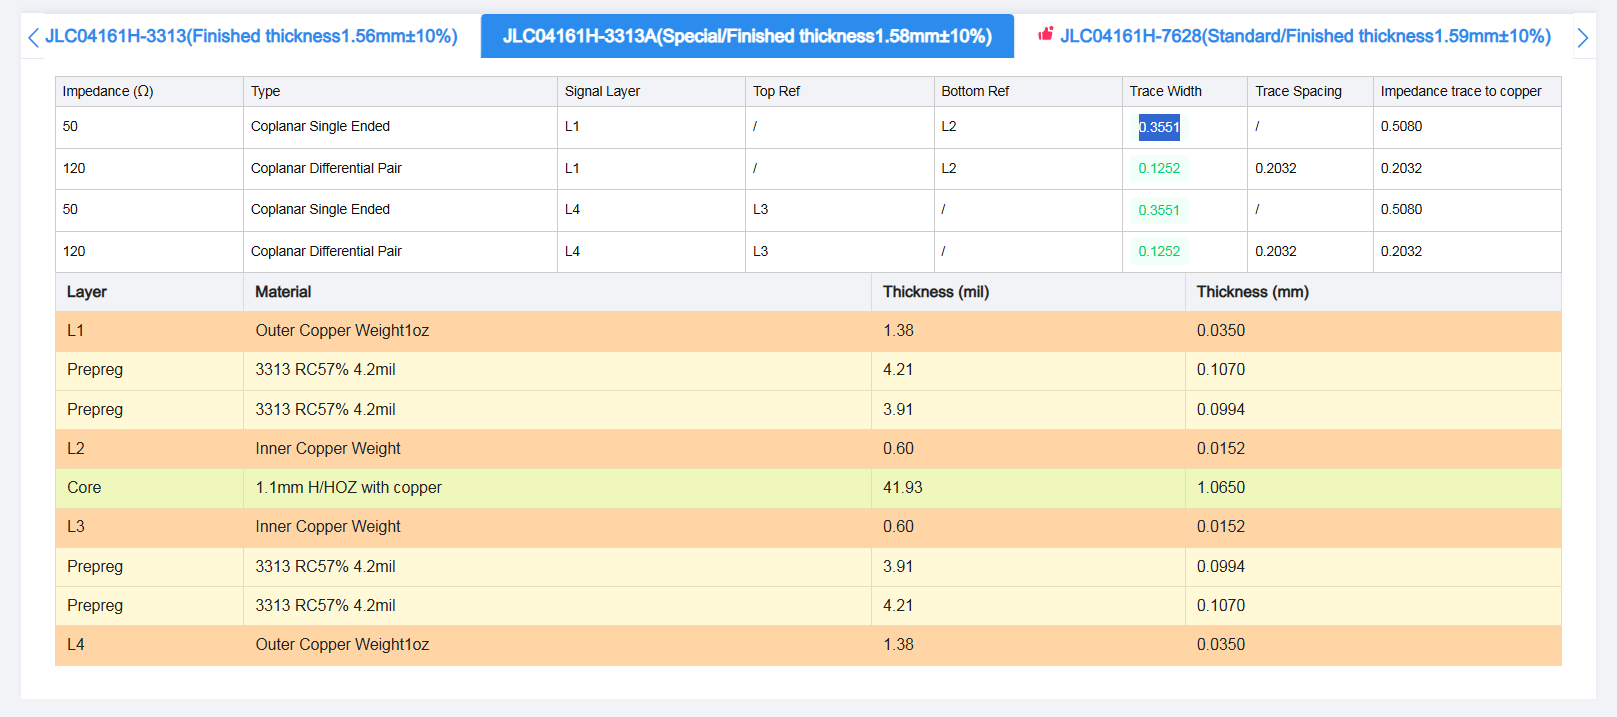 JLC04161H-3313(Finished thickness1.56mm±10%) JLC04161H-3313A(Special/Finished thickness1.58mm±10%) JLC04161H-7628(Standard/Finished thickness1.59mm±10%)
Impedance (Ω) Type Signal Layer Top Ref Bottom Ref Trace Width Trace Spacing Impedance trace to copper
50 Coplanar Single Ended L1 / L2 0.3551 / 0.5080
120 Coplanar Differential Pair L1 / L2 0.1252 0.2032 0.2032
50 Coplanar Single Ended L4 L3 / 0.3551 / 0.5080
120 Coplanar Differential Pair L4 L3 / 0.1252 0.2032 0.2032
Layer Material Thickness (mil) Thickness (mm)
L1 Outer Copper Weight1oz 1.38 0.0350
Prepreg 3313 RC57% 4.2mil 4.21 0.1070
Prepreg 3313 RC57% 4.2mil 3.91 0.0994
L2 Inner Copper Weight 0.60 0.0152
Core 1.1mm H/HOZ with copper 41.93 1.0650
L3 Inner Copper Weight 0.60 0.0152
Prepreg 3313 RC57% 4.2mil 3.91 0.0994
Prepreg 3313 RC57% 4.2mil 4.21 0.1070
L4 Outer Copper Weight1oz 1.38 0.0350